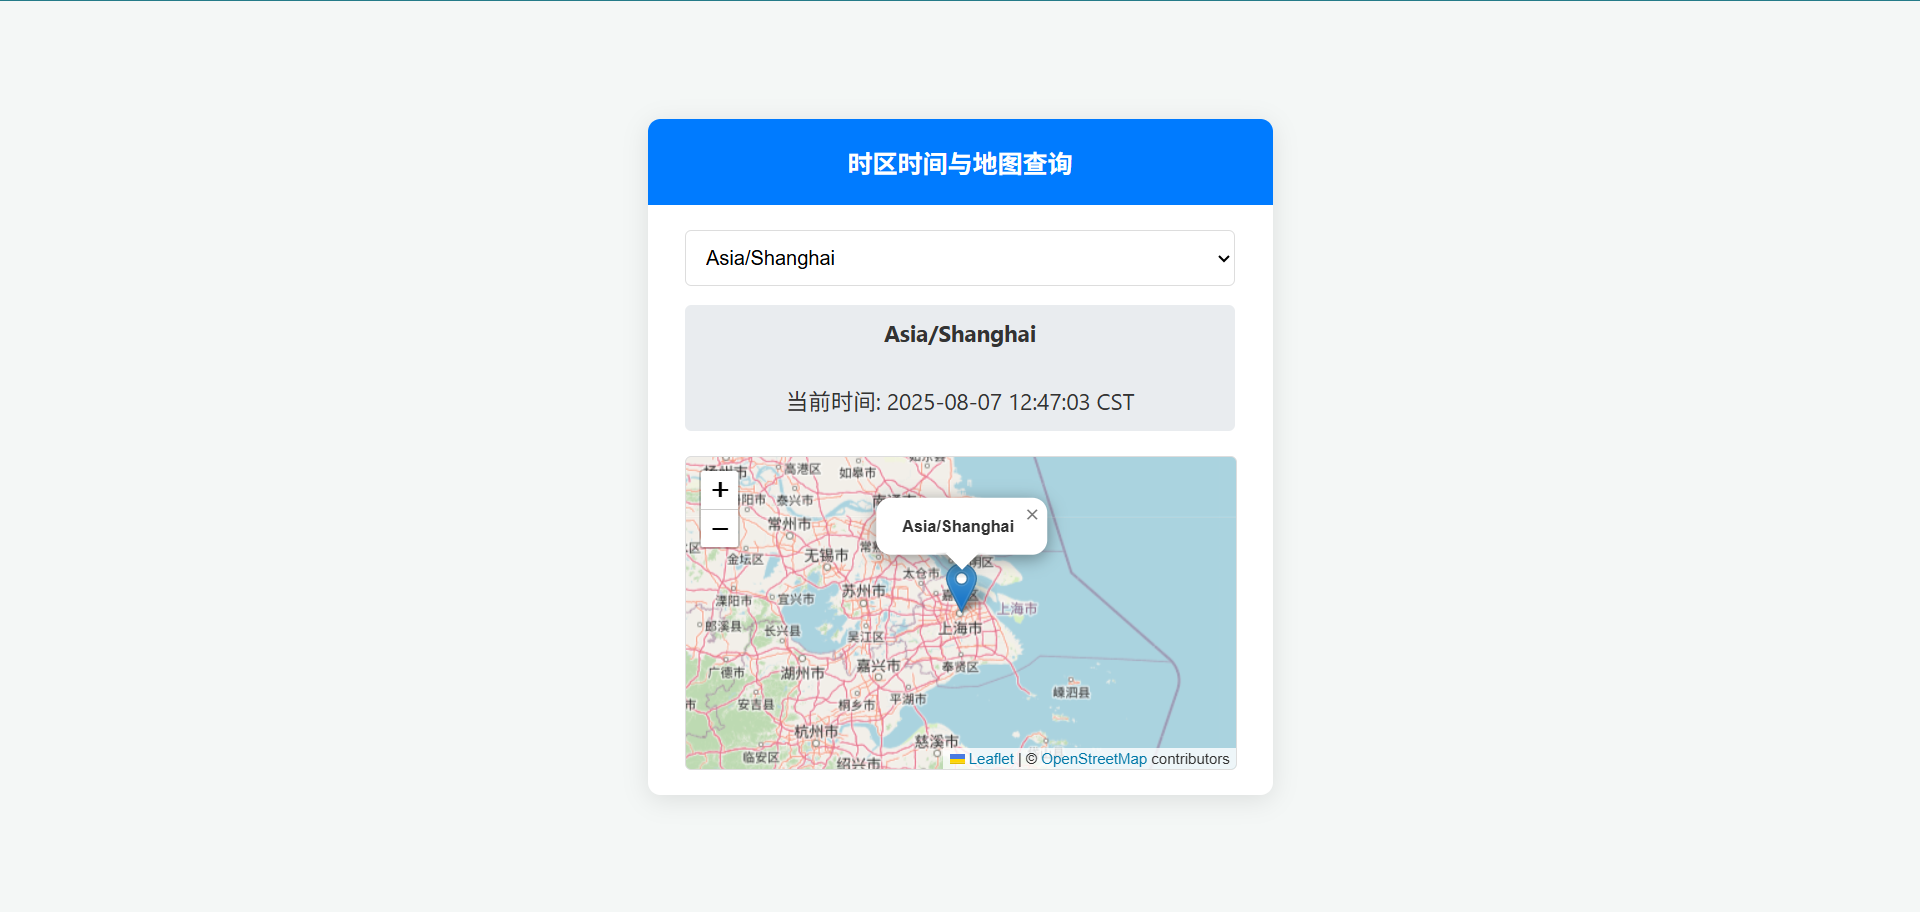 时区时间与地图查询
Asia/Shanghai
Asia/Shanghai
当前时间: 2025-08-07 12:47:03 CST
高港区
如皋市
+
泰兴市
常州市
−
Asia/Shanghai
×
金坛区
无锡市
太仓市
溧阳市
宜兴市
苏州市
上海市
郎溪县
长兴县
吴江区
上海市
广德市
湖州市
嘉兴市
奉贤区
嵊泗县
安吉县
桐乡市
平湖市
杭州市
慈溪市
临安区
绍兴市
Leaflet | © OpenStreetMap contributors